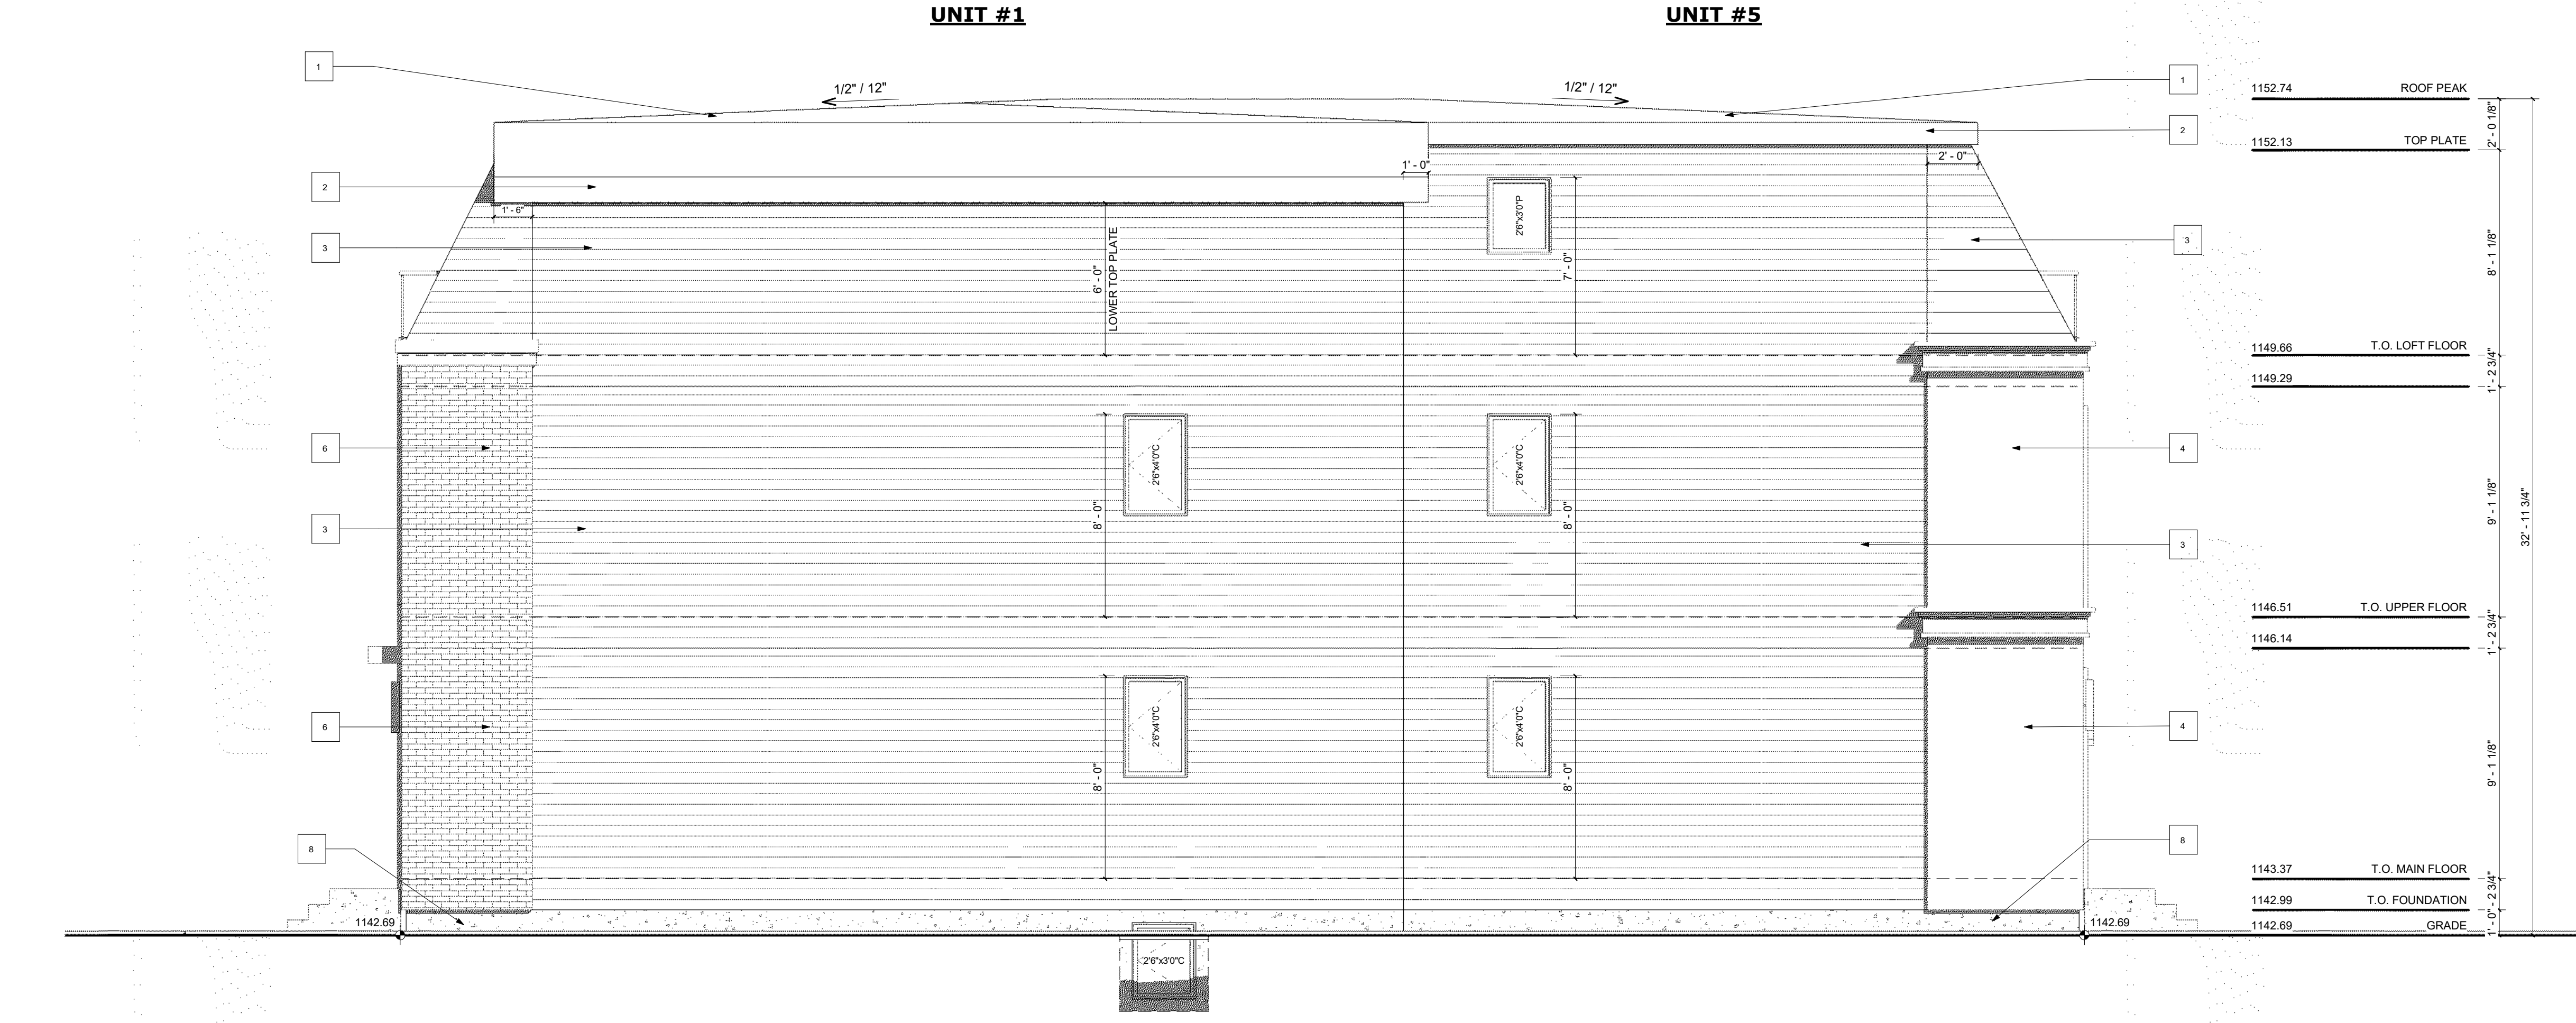 UNIT #1
UNIT #5
1
1/2" / 12"
1/2" / 12"
1
1152.74 ROOF PEAK
2' - 0 1/8"
2
1152.13 TOP PLATE
1' - 0"
2' - 0"
2
1' - 6"
2'6"x3'0"P
3
3
LOWER TOP PLATE
6' - 0"
7' - 0"
8' - 1 1/8"
1149.66 T.O. LOFT FLOOR
1' - 2 3/4"
1149.29
6
2'6"x4'0"C
2'6"x4'0"C
4
8' - 0"
8' - 0"
9' - 1 1/8"
32' - 11 3/4"
3
3
1146.51 T.O. UPPER FLOOR
1' - 2 3/4"
1146.14
6
2'6"x4'0"C
2'6"x4'0"C
4
8' - 0"
8' - 0"
9' - 1 1/8"
8
8
1143.37 T.O. MAIN FLOOR
2 3/4"
1142.99 T.O. FOUNDATION
1' - 0"
1142.69
1142.69
1142.69 GRADE
2'6"x3'0"C